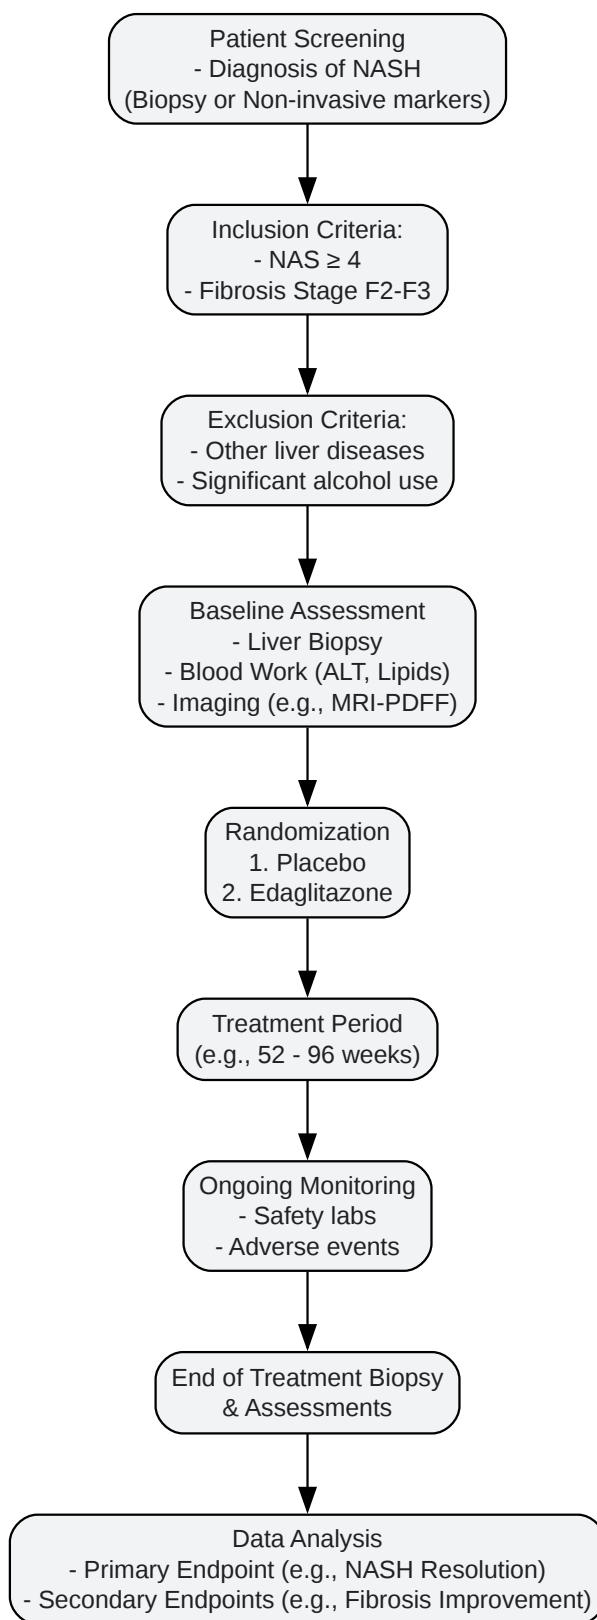 Patient Screening
- Diagnosis of NASH
(Biopsy or Non-invasive markers)
Inclusion Criteria:
- NAS ≥ 4
- Fibrosis Stage F2-F3
Exclusion Criteria:
- Other liver diseases
- Significant alcohol use
Baseline Assessment
- Liver Biopsy
- Blood Work (ALT, Lipids)
- Imaging (e.g., MRI-PDFF)
Randomization
1. Placebo
2. Edaglitazone
Treatment Period
(e.g., 52 - 96 weeks)
Ongoing Monitoring
- Safety labs
- Adverse events
End of Treatment Biopsy
& Assessments
Data Analysis
- Primary Endpoint (e.g., NASH Resolution)
- Secondary Endpoints (e.g., Fibrosis Improvement)